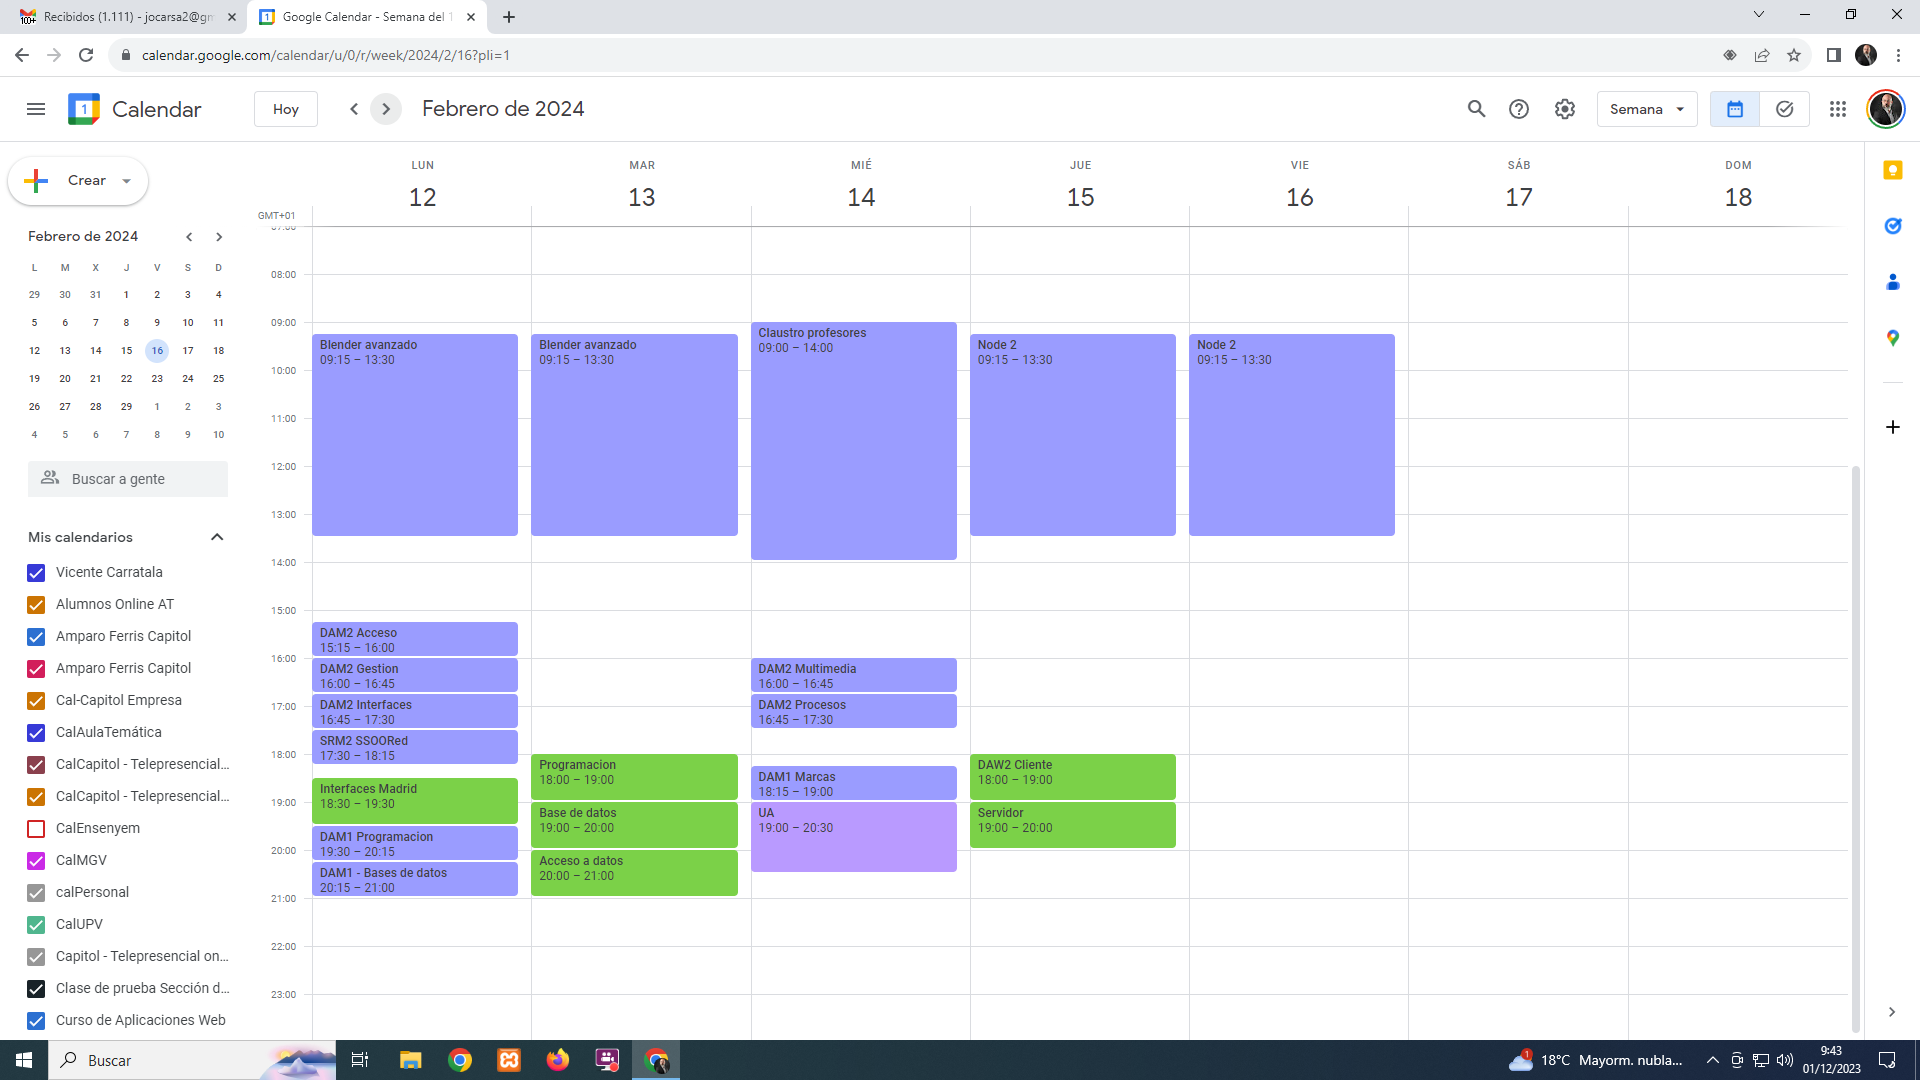 Recibidos (1.111) - jocarsa2@gm
Google Calendar - Semana del 1
calendar.google.com/calendar/u/0/r/week/2024/2/16?pli=1
Calendar
Hoy
Febrero de 2024
Semana
Crear
Febrero de 2024
L M X J V S D
29 30 31 1 2 3 4
5 6 7 8 9 10 11
12 13 14 15 16 17 18
19 20 21 22 23 24 25
26 27 28 29 1 2 3
4 5 6 7 8 9 10
Buscar a gente
Mis calendarios
Vicente Carratala
Alumnos Online AT
Amparo Ferris Capitol
Amparo Ferris Capitol
Cal-Capitol Empresa
CalAulaTemática
CalCapitol - Telepresencial...
CalCapitol - Telepresencial...
CalEnsenyem
CalMGV
calPersonal
CalUPV
Capitol - Telepresencial on...
Clase de prueba Sección d...
Curso de Aplicaciones Web
LUN MAR MIÉ JUE VIE SÁB DOM
12 13 14 15 16 17 18
GMT+01
07:00
08:00
09:00
10:00
11:00
12:00
13:00
14:00
15:00
16:00
17:00
18:00
19:00
20:00
21:00
22:00
23:00
Blender avanzado
09:15 – 13:30
DAM2 Acceso
15:15 – 16:00
DAM2 Gestion
16:00 – 16:45
DAM2 Interfaces
16:45 – 17:30
SRM2 SSOORed
17:30 – 18:15
Interfaces Madrid
18:30 – 19:30
DAM1 Programacion
19:30 – 20:15
DAM1 - Bases de datos
20:15 – 21:00
Blender avanzado
09:15 – 13:30
Programacion
18:00 – 19:00
Base de datos
19:00 – 20:00
Acceso a datos
20:00 – 21:00
Claustro profesores
09:00 – 14:00
DAM2 Multimedia
16:00 – 16:45
DAM2 Procesos
16:45 – 17:30
DAM1 Marcas
18:15 – 19:00
UA
19:00 – 20:30
Node 2
09:15 – 13:30
DAW2 Cliente
18:00 – 19:00
Servidor
19:00 – 20:00
Node 2
09:15 – 13:30
Buscar
18°C Mayorm. nubla...
9:43
01/12/2023